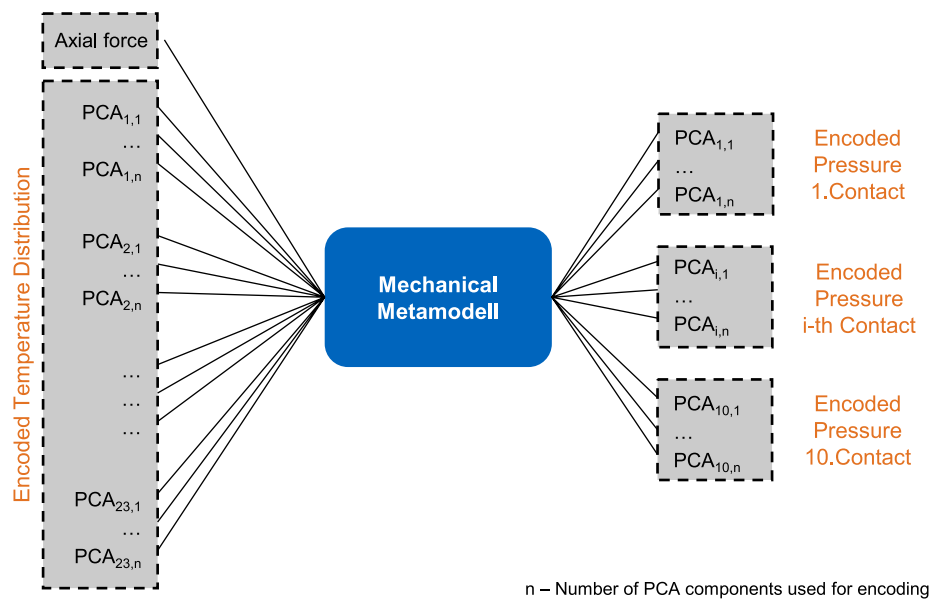 Axial force
Encoded Temperature Distribution
PCA1,1
...
PCA1,n
PCA2,1
...
PCA2,n
...
...
...
PCA23,1
...
PCA23,n
Mechanical
Metamodell
PCA1,1
...
PCA1,n
Encoded
Pressure
1.Contact
PCAi,1
...
PCAi,n
Encoded
Pressure
i-th Contact
PCA10,1
...
PCA10,n
Encoded
Pressure
10.Contact
n – Number of PCA components used for encoding